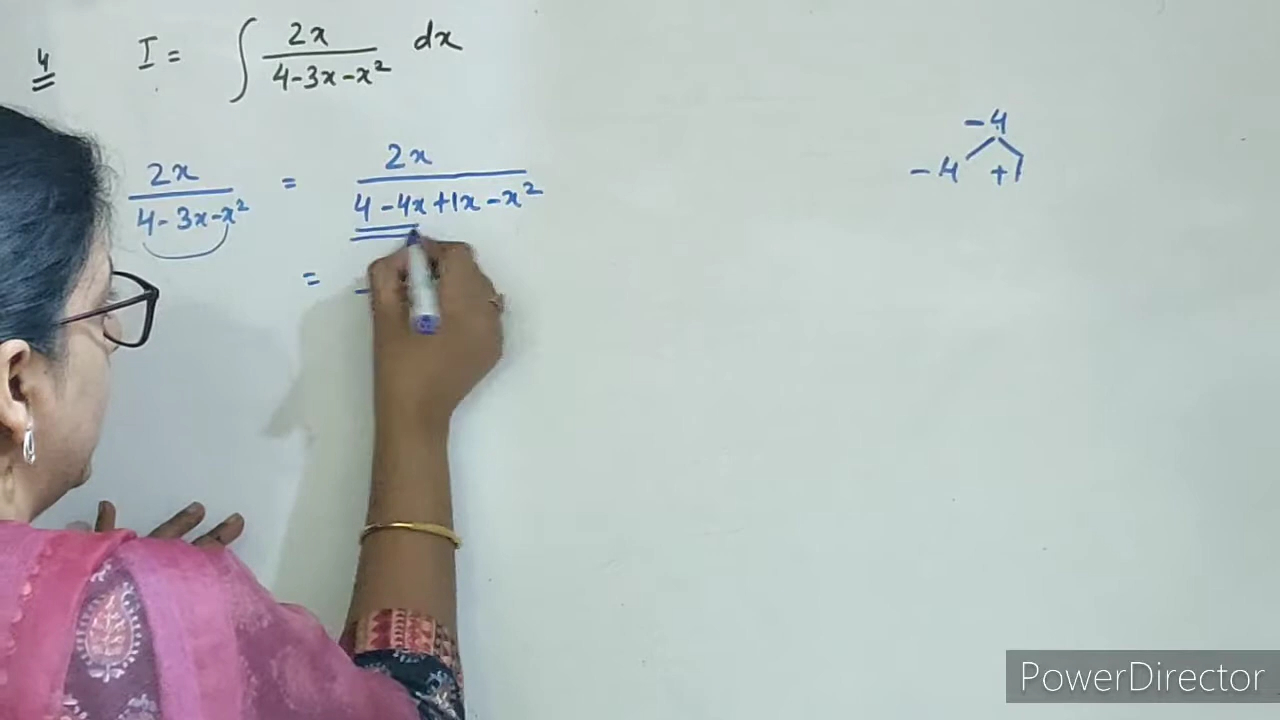 4 I = ∫ 2x / (4-3x-x²) dx
-4
-4 +1
2x / (4-3x-x²) = 2x / (4-4x+1x-x²)
=
PowerDirector